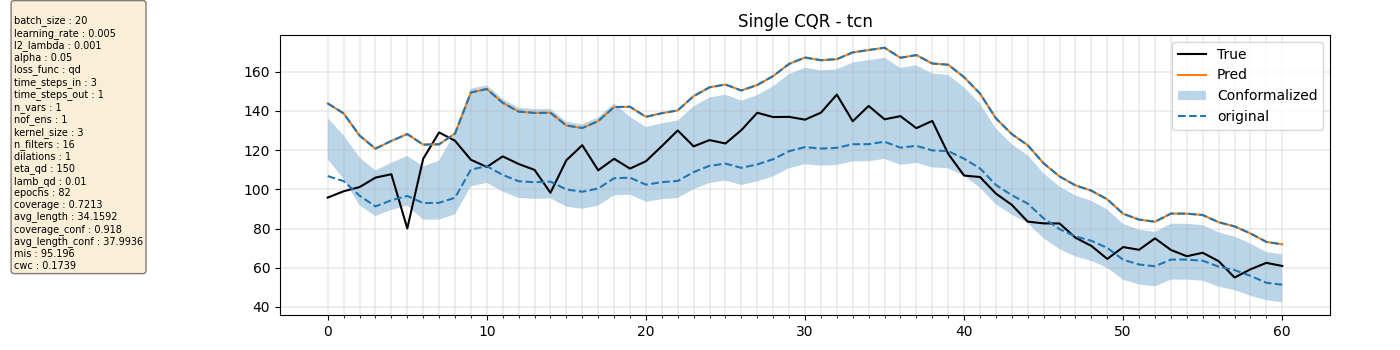 batch_size : 20
learning_rate : 0.005
l2_lambda : 0.001
alpha : 0.05
loss_func : qd
time_steps_in : 3
time_steps_out : 1
n_vars : 1
nof_ens : 1
kernel_size : 3
n_filters : 16
dilations : 1
eta_qd : 150
lamb_qd : 0.01
epochs : 82
coverage : 0.7213
avg_length : 34.1592
coverage_conf : 0.918
avg_length_conf : 37.9936
mis : 95.196
cwc : 0.1739
Single CQR - tcn
True
Pred
Conformalized
original
160
140
120
100
80
60
40
0 10 20 30 40 50 60